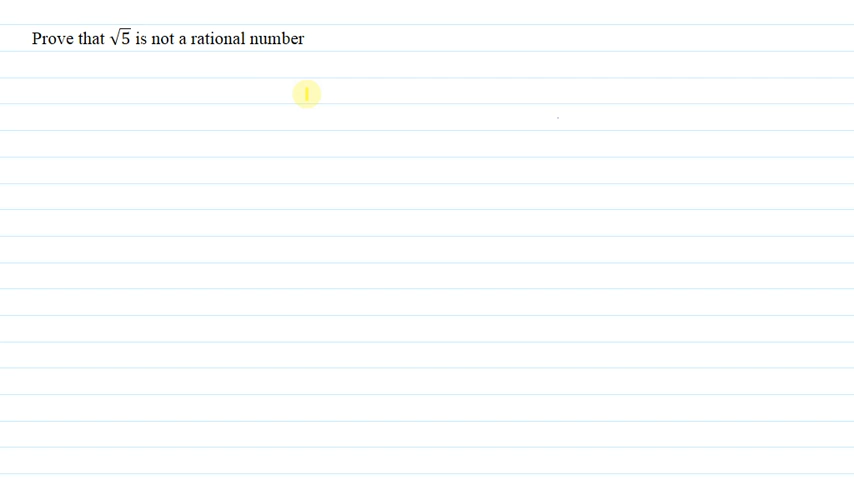 Prove that √5 is not a rational number